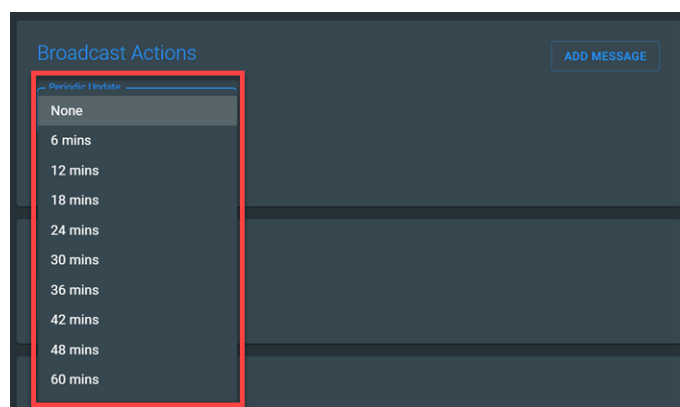 Broadcast Actions
ADD MESSAGE
Periodic Update
None
6 mins
12 mins
18 mins
24 mins
30 mins
36 mins
42 mins
48 mins
60 mins